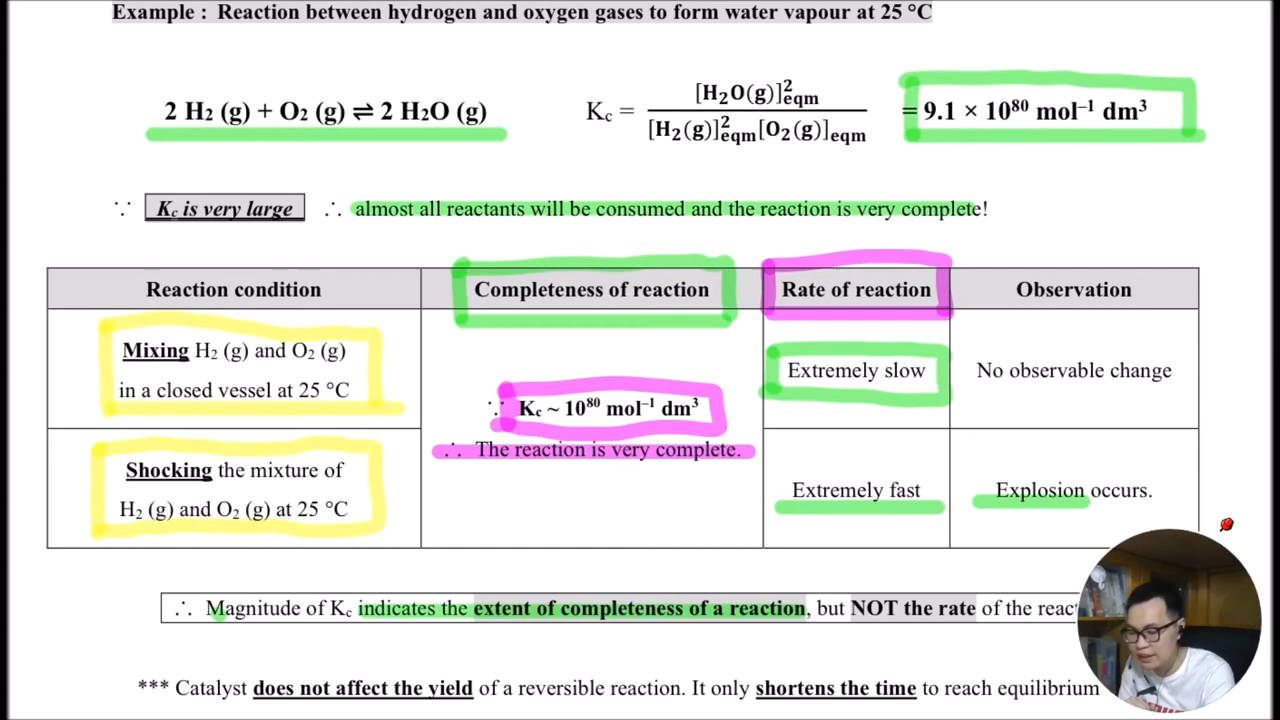 Example : Reaction between hydrogen and oxygen gases to form water vapour at 25 °C
2 H₂ (g) + O₂ (g) ⇌ 2 H₂O (g)
K꜀ = [H₂O(g)]²eqm / [H₂(g)]²eqm[O₂(g)]eqm = 9.1 × 10⁸⁰ mol⁻¹ dm³
∵ K꜀ is very large ∴ almost all reactants will be consumed and the reaction is very complete!
Reaction condition
Completeness of reaction
Rate of reaction
Observation
Mixing H₂ (g) and O₂ (g)
in a closed vessel at 25 °C
Extremely slow
No observable change
∵ K꜀ ~ 10⁸⁰ mol⁻¹ dm³
∴ The reaction is very complete.
Shocking the mixture of
H₂ (g) and O₂ (g) at 25 °C
Extremely fast
Explosion occurs.
∴ Magnitude of K꜀ indicates the extent of completeness of a reaction, but NOT the rate of the react
*** Catalyst does not affect the yield of a reversible reaction. It only shortens the time to reach equilibrium